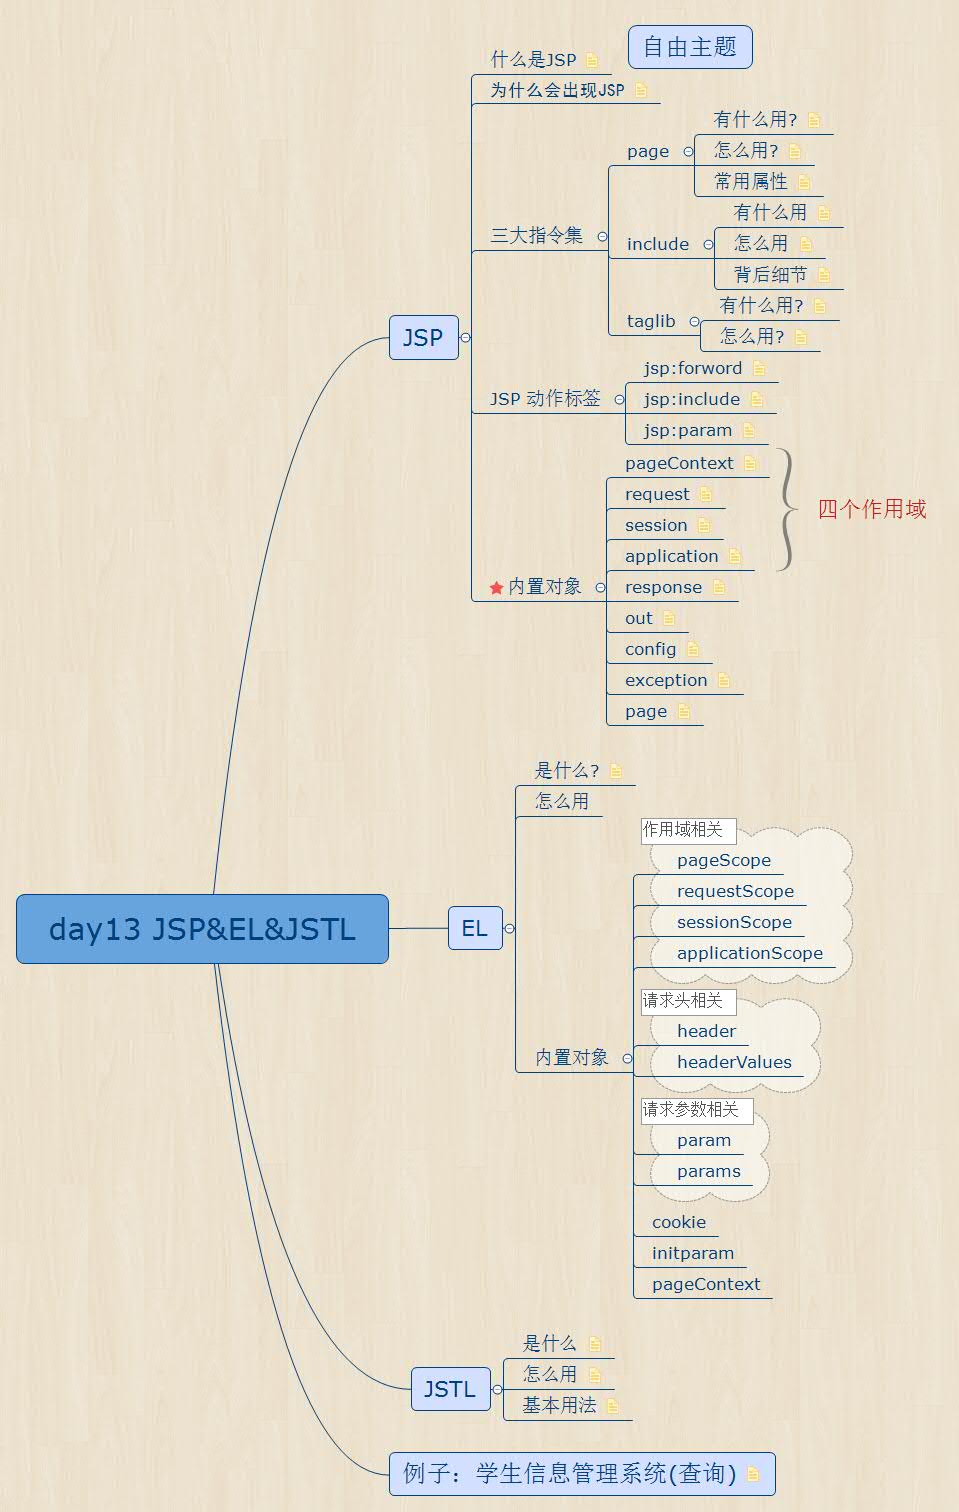 自由主题
什么是JSP
为什么会出现JSP
有什么用?
page
怎么用?
常用属性
有什么用
三大指令集
include
怎么用
背后细节
有什么用?
taglib
怎么用?
JSP
jsp:forword
JSP 动作标签
jsp:include
jsp:param
pageContext
request
四个作用域
session
application
内置对象
response
out
config
exception
page
是什么?
怎么用
作用域相关
pageScope
requestScope
sessionScope
applicationScope
day13 JSP&EL&JSTL
EL
请求头相关
header
内置对象
headerValues
请求参数相关
param
params
cookie
initparam
pageContext
是什么
怎么用
JSTL
基本用法
例子：学生信息管理系统(查询)